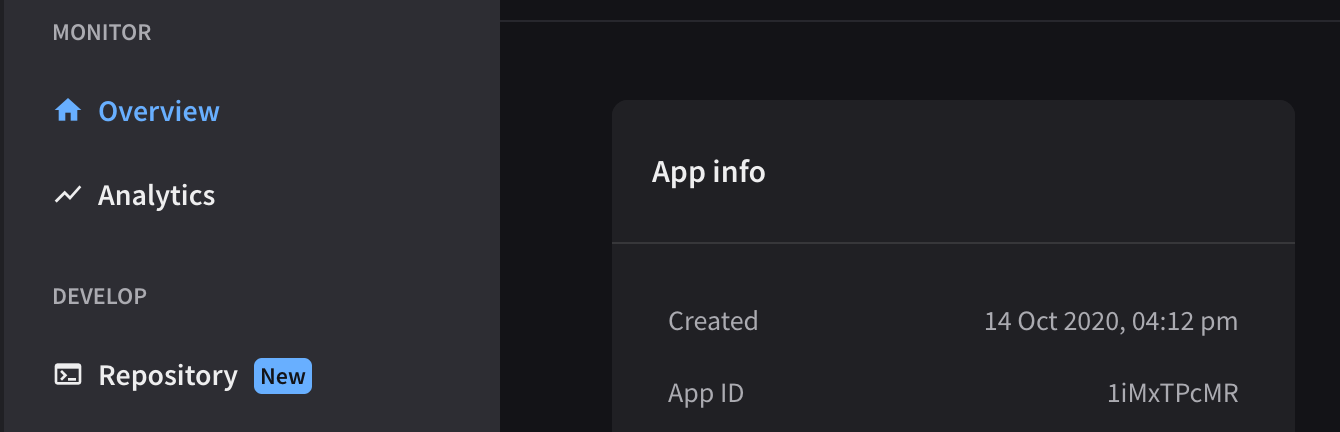 MONITOR
Overview
Analytics
DEVELOP
Repository New
App info
Created 14 Oct 2020, 04:12 pm
App ID 1iMxTPcMR